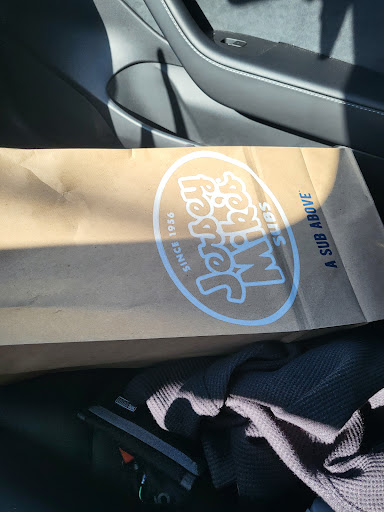 SINCE 1956
Jersey
Mike's
SUBS
A SUB ABOVE